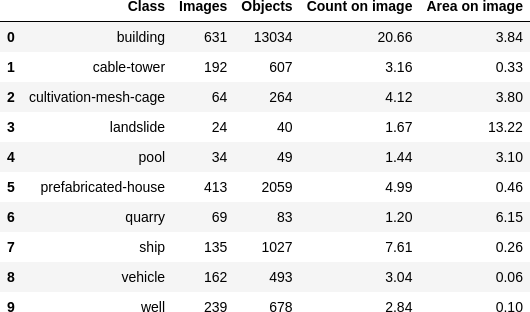 Class Images Objects Count on image Area on image
0 building 631 13034 20.66 3.84
1 cable-tower 192 607 3.16 0.33
2 cultivation-mesh-cage 64 264 4.12 3.80
3 landslide 24 40 1.67 13.22
4 pool 34 49 1.44 3.10
5 prefabricated-house 413 2059 4.99 0.46
6 quarry 69 83 1.20 6.15
7 ship 135 1027 7.61 0.26
8 vehicle 162 493 3.04 0.06
9 well 239 678 2.84 0.10